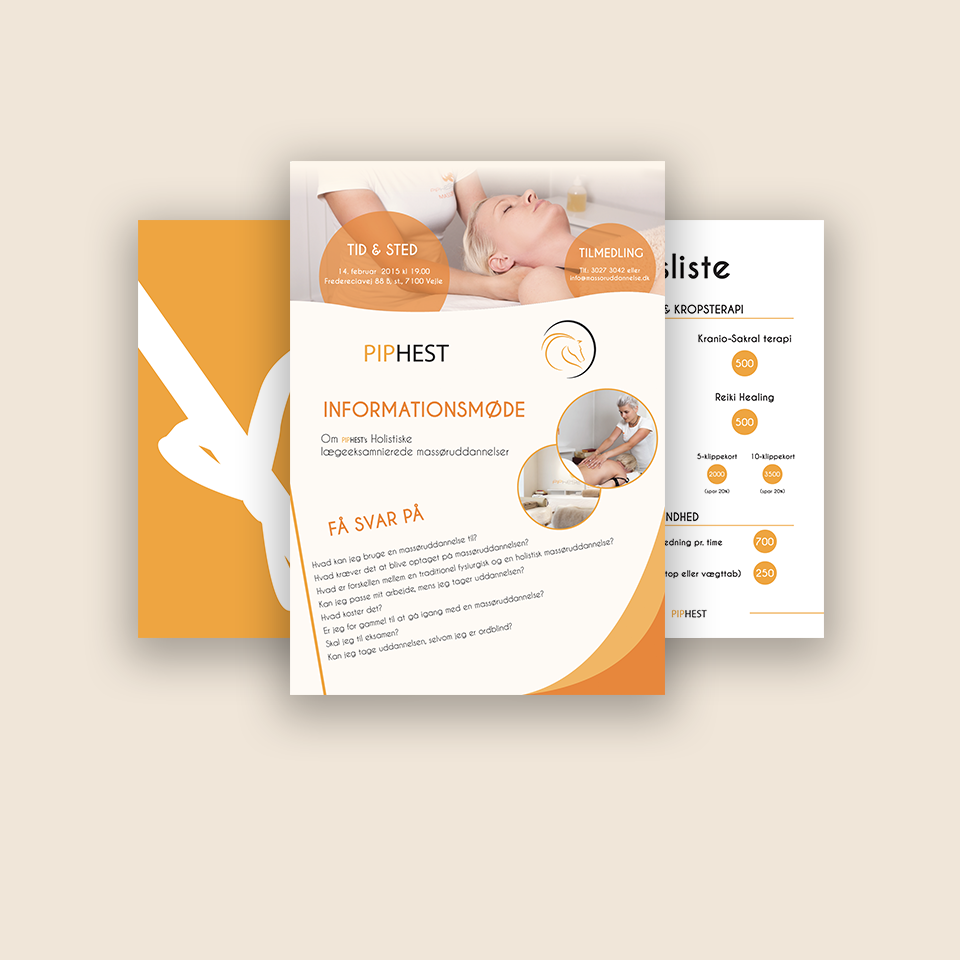 TID & STED
14. februar 2015 kl 19.00
Fredereciavej 88 B, st., 7100 Vejle
TILMEDLING
Tlf.: 3027 3042 eller
info@massoruddannelse.dk
PIPHEST
INFORMATIONSMØDE
Om PIPHEST's Holistiske
lægeeksamnierede massøruddannelser
FÅ SVAR PÅ
Hvad kan jeg bruge en massøruddannelse til?
Hvad kræver det at blive optaget på massøruddannelsen?
Hvad er forskellen mellem en traditionel fyslurgisk og en holistisk massøruddannelse?
Kan jeg passe mit arbejde, mens jeg tager uddannelsen?
Hvad koster det?
Er jeg for gammel til at gå igang med en massøruddannelse?
Skal jeg til eksamen?
Kan jeg tage uddannelsen, selvom jeg er ordblind?
sliste
& KROPSTERAPI
Kranio-Sakral terapi
500
Reiki Healing
500
5-klippekort 10-klippekort
2000 3500
(spar 20%) (spar 20%)
NDHED
edning pr. time 700
top eller vægttab) 250
PIPHEST